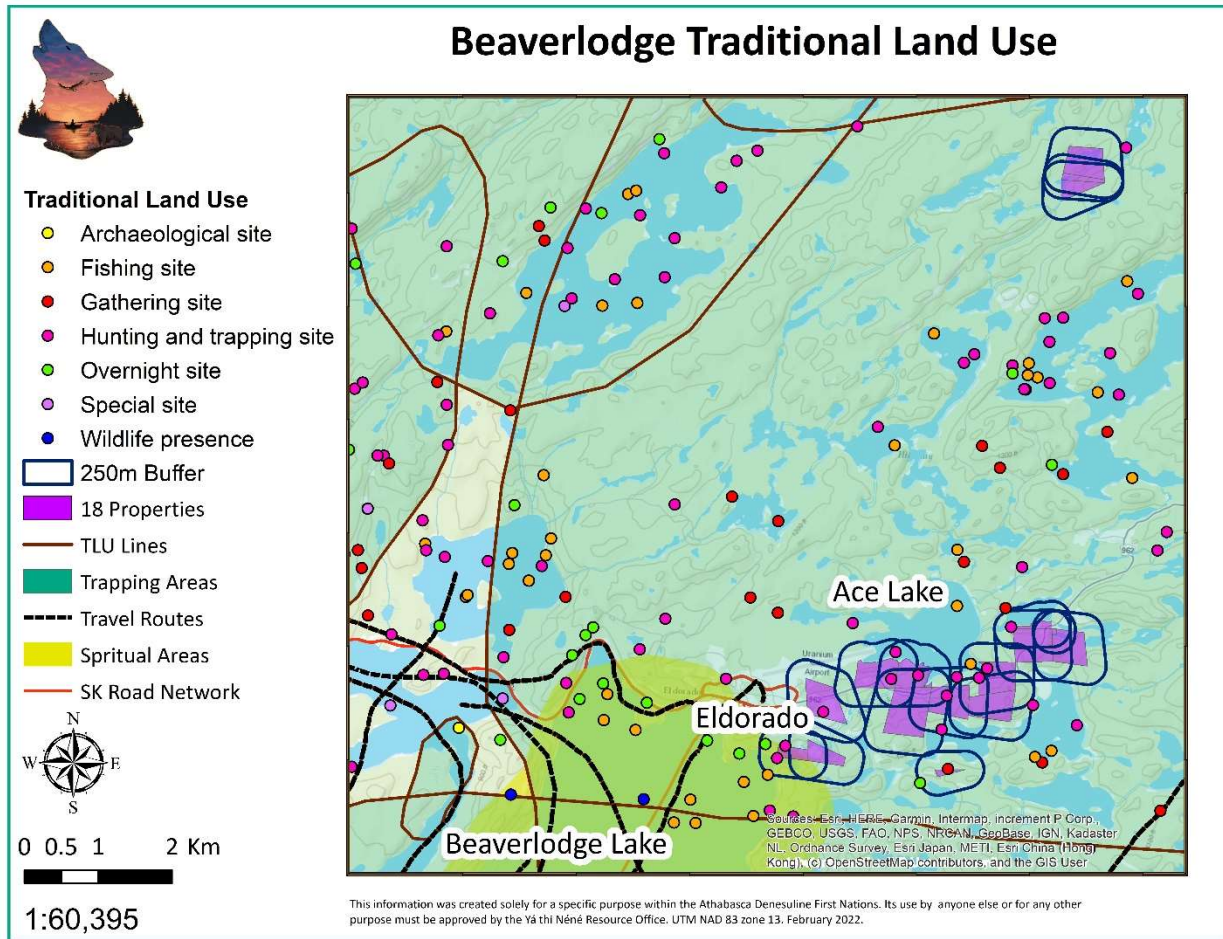 Beaverlodge Traditional Land Use
Traditional Land Use
Archaeological site
Fishing site
Gathering site
Hunting and trapping site
Overnight site
Special site
Wildlife presence
250m Buffer
18 Properties
TLU Lines
Trapping Areas
Travel Routes
Spritual Areas
SK Road Network
N
W E
S
0 0.5 1 2 Km
1:60,395
962
Ace Lake
Uranium
Airport
Eldorado
Eldorado
Beaverlodge Lake
Sources: Esri, HERE, Garmin, Intermap, increment P Corp.,
GEBCO, USGS, FAO, NPS, NRCAN, GeoBase, IGN, Kadaster
NL, Ordnance Survey, Esri Japan, METI, Esri China (Hong
Kong), (c) OpenStreetMap contributors, and the GIS User
This information was created solely for a specific purpose within the Athabasca Denesuline First Nations. Its use by anyone else or for any other
purpose must be approved by the Yá thi Néné Resource Office. UTM NAD 83 zone 13. February 2022.